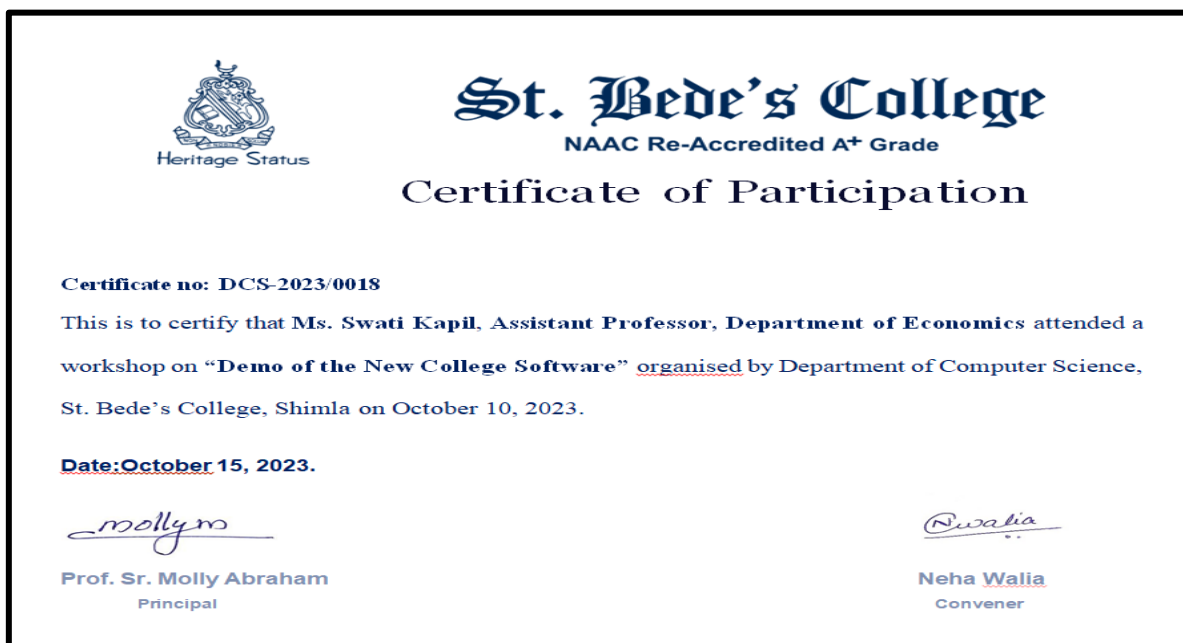 St. Bede's College
NAAC Re-Accredited A+ Grade
Heritage Status
Certificate of Participation
Certificate no: DCS-2023/0018
This is to certify that Ms. Swati Kapil, Assistant Professor, Department of Economics attended a
workshop on “Demo of the New College Software” organised by Department of Computer Science,
St. Bede’s College, Shimla on October 10, 2023.
Date:October 15, 2023.
mollym
Nwalia
Prof. Sr. Molly Abraham
Neha Walia
Principal
Convener